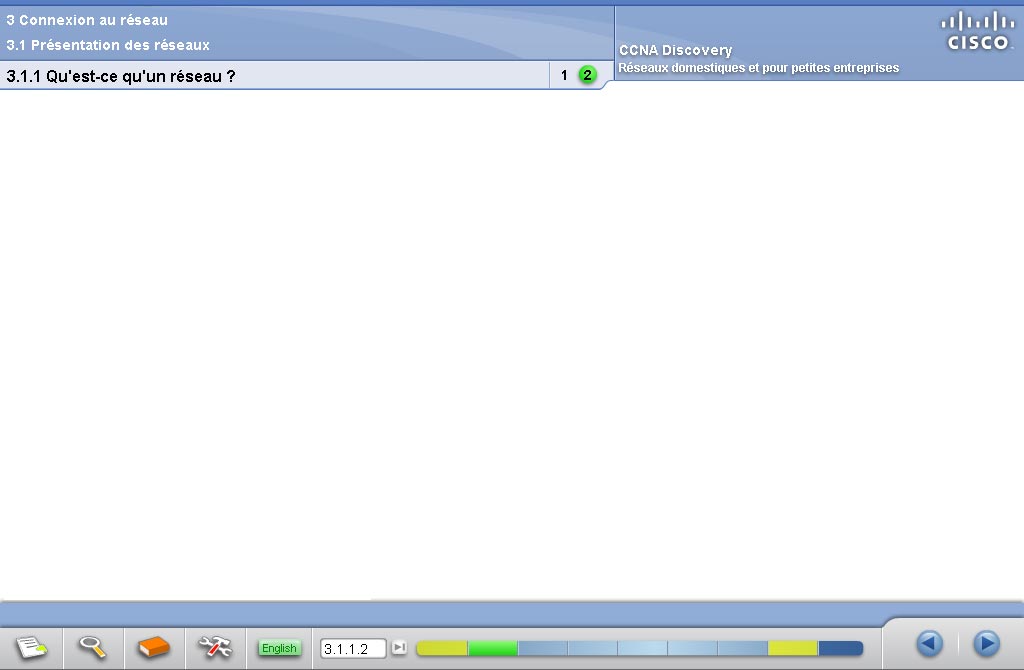 3 Connexion au réseau
3.1 Présentation des réseaux
3.1.1 Qu'est-ce qu'un réseau ?
1 2
CCNA Discovery
Réseaux domestiques et pour petites entreprises
CISCO
English
3.1.1.2